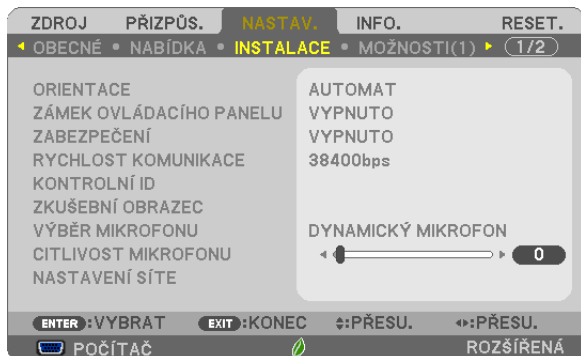 ZDROJ PŘIZPŮS. NASTAV. INFO. RESET.
OBECNÉ • NABÍDKA • INSTALACE • MOŽNOSTI(1) 1/2
ORIENTACE AUTOMAT
ZÁMEK OVLÁDACÍHO PANELU VYPNUTO
ZABEZPEČENÍ VYPNUTO
RYCHLOST KOMUNIKACE 38400bps
KONTROLNÍ ID
ZKUŠEBNÍ OBRAZEC
VÝBĚR MIKROFONU DYNAMICKÝ MIKROFON
CITLIVOST MIKROFONU 0
NASTAVENÍ SÍTE
ENTER :VYBRAT EXIT :KONEC :PŘESU. :PŘESU.
POČÍTAČ ROZŠÍŘENÁ